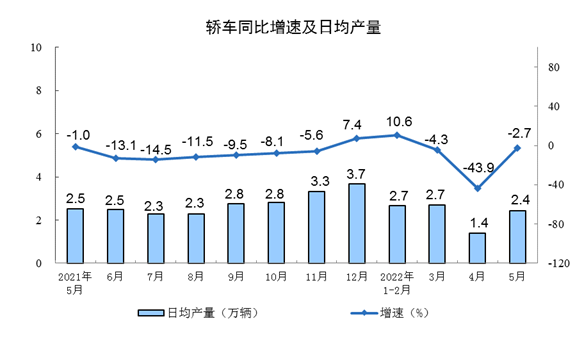 轿车同比增速及日均产量
10
8
6
4
2
0
80
40
0
-40
-80
-120
-1.0
-13.1
-14.5
-11.5
-9.5
-8.1
-5.6
7.4
10.6
-4.3
-43.9
-2.7
2.5
2.5
2.3
2.3
2.8
2.8
3.3
3.7
2.7
2.7
1.4
2.4
2021年
5月
6月
7月
8月
9月
10月
11月
12月
2022年
1-2月
3月
4月
5月
日均产量（万辆）
增速（%）